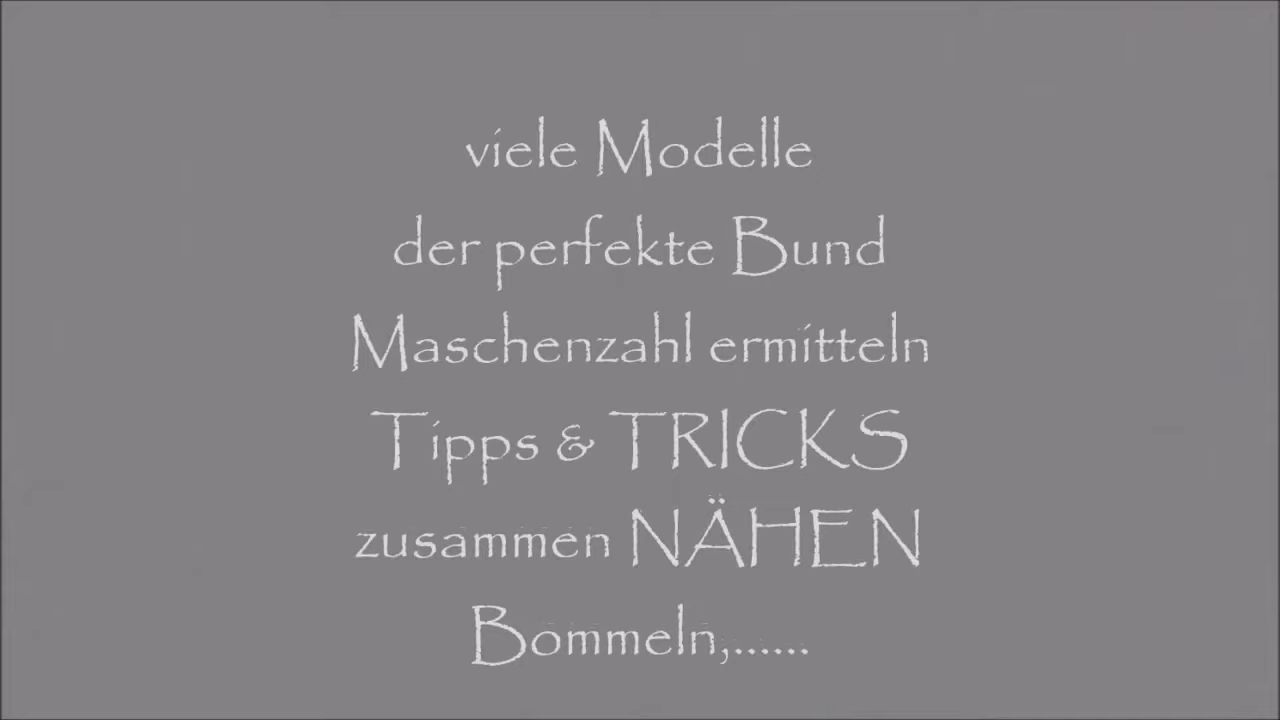 viele Modelle
der perfekte Bund
Maschenzahl ermitteln
Tipps & TRICKS
zusammen NÄHEN
Bommeln,......